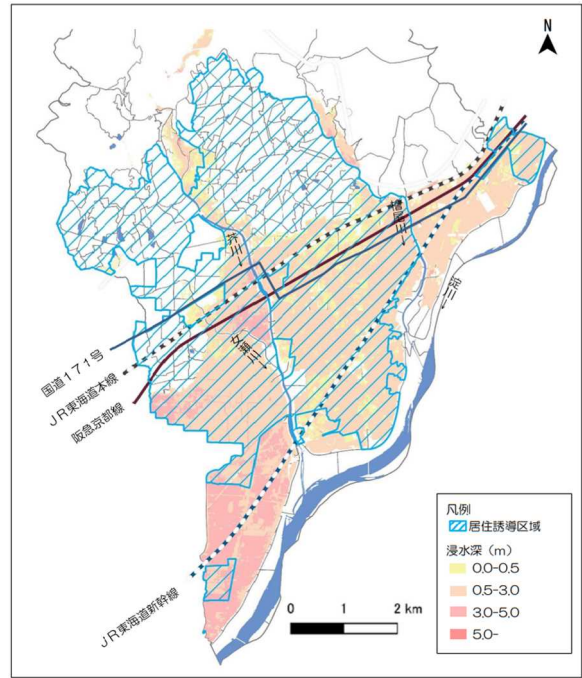 N
芥川
檜尾川
淀川
女瀬川
国道171号
JR東海道本線
阪急京都線
JR東海道新幹線
凡例
居住誘導区域
浸水深（m）
0.0-0.5
0.5-3.0
3.0-5.0
5.0-
0 1 2 km